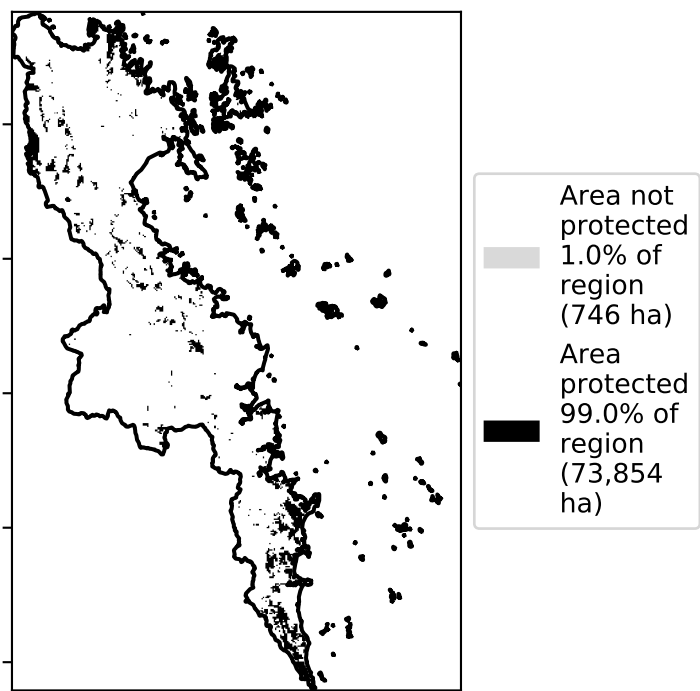 Area not
protected
1.0% of
region
(746 ha)
Area
protected
99.0% of
region
(73,854
ha)